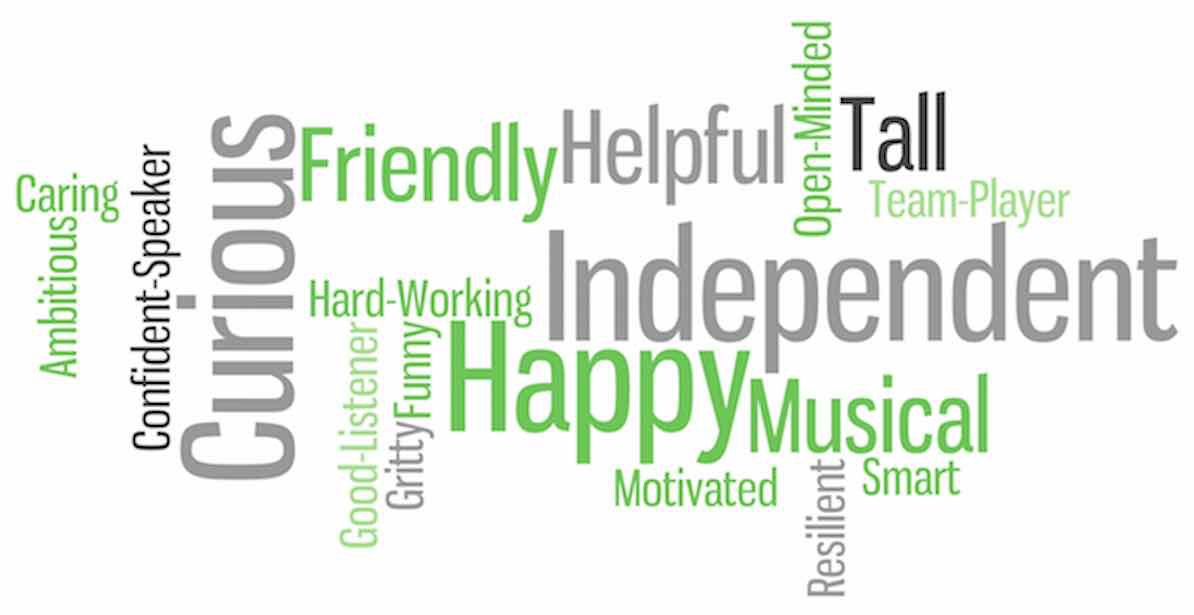 Open-Minded
Tall
Helpful
Friendly
Curious
Confident-Speaker
Caring
Team-Player
Ambitious
Independent
Hard-Working
Happy
Funny
Good-Listener
Musical
Gritty
Motivated
Smart
Resilient